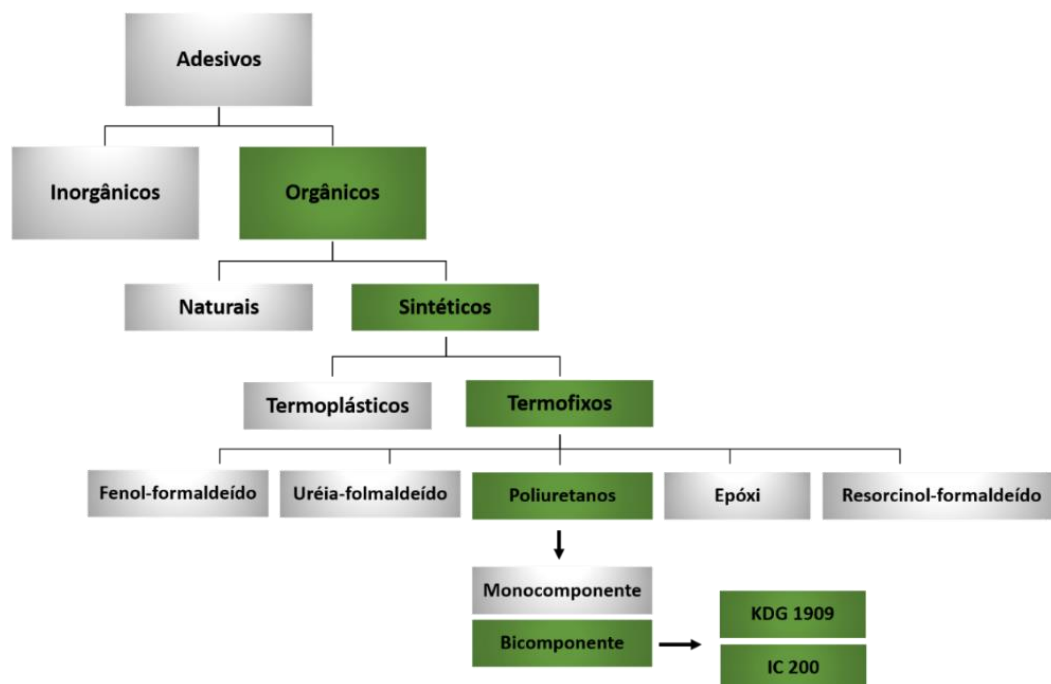 Adesivos
Inorgânicos
Orgânicos
Naturais
Sintéticos
Termoplásticos
Termofixos
Fenol-formaldeído
Uréia-folmaldeído
Poliuretanos
Epóxi
Resorcinol-formaldeído
Monocomponente
Bicomponente
KDG 1909
IC 200